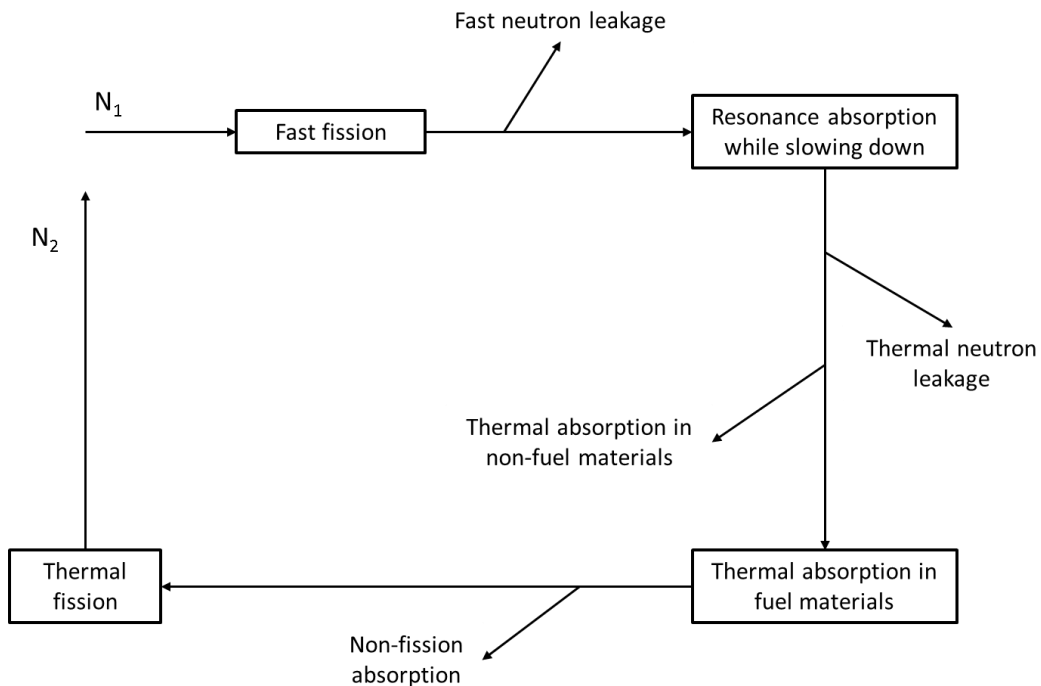 Fast neutron leakage
N₁
Fast fission
Resonance absorption
while slowing down
N₂
Thermal neutron
leakage
Thermal absorption in
non-fuel materials
Thermal
fission
Thermal absorption in
fuel materials
Non-fission
absorption